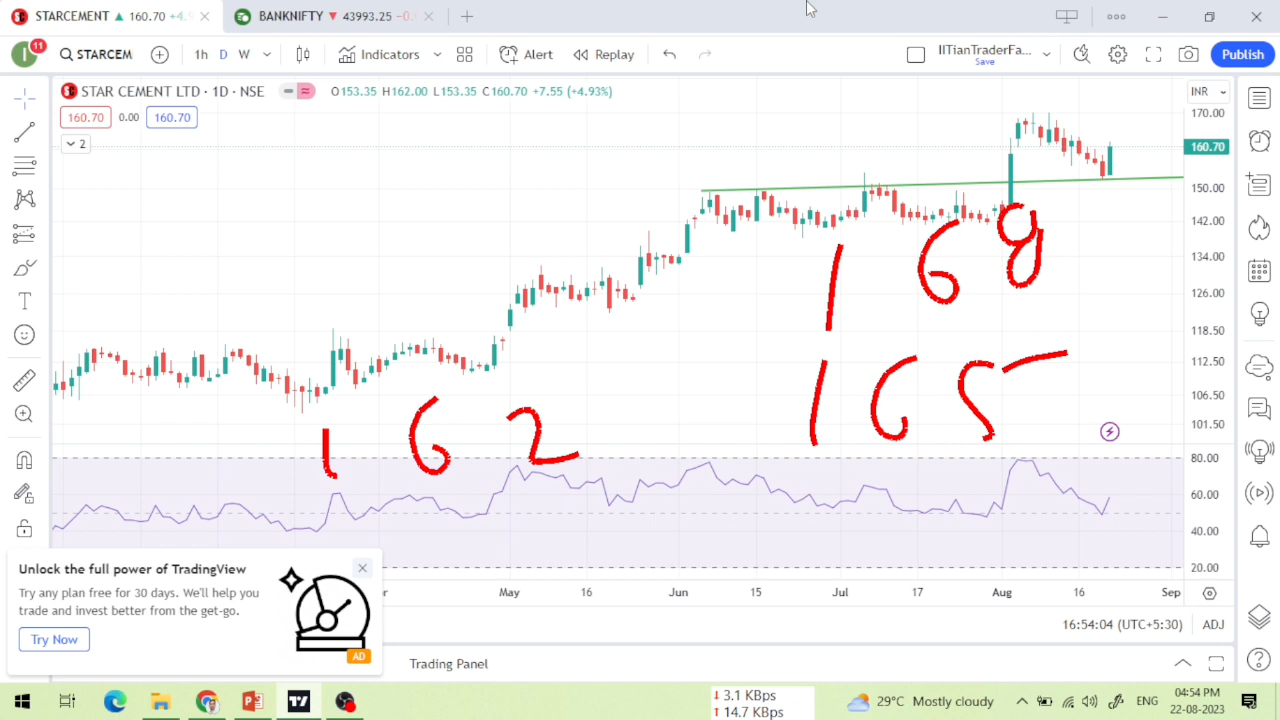 STARCEMENT ▲ 160.70 +4.9
BANKNIFTY ▼ 43993.25 -0.
I 11 STARCEM 1h D W Indicators Alert Replay
IITianTraderFa...
Save
Publish
STAR CEMENT LTD · 1D · NSE O153.35 H162.00 L153.35 C160.70 +7.55 (+4.93%)
INR
160.70 0.00 160.70
2
170.00
160.70
150.00
142.00
134.00
126.00
118.50
112.50
106.50
101.50
80.00
60.00
40.00
20.00
168
165
162
May 16 Jun 15 Jul 17 Aug 16 Sep
Unlock the full power of TradingView
Try any plan free for 30 days. We'll help you
trade and invest better from the get-go.
Try Now
AD
16:54:04 (UTC+5:30) ADJ
Trading Panel
3.1 KBps
14.7 KBps
29°C Mostly cloudy
ENG
04:54 PM
22-08-2023